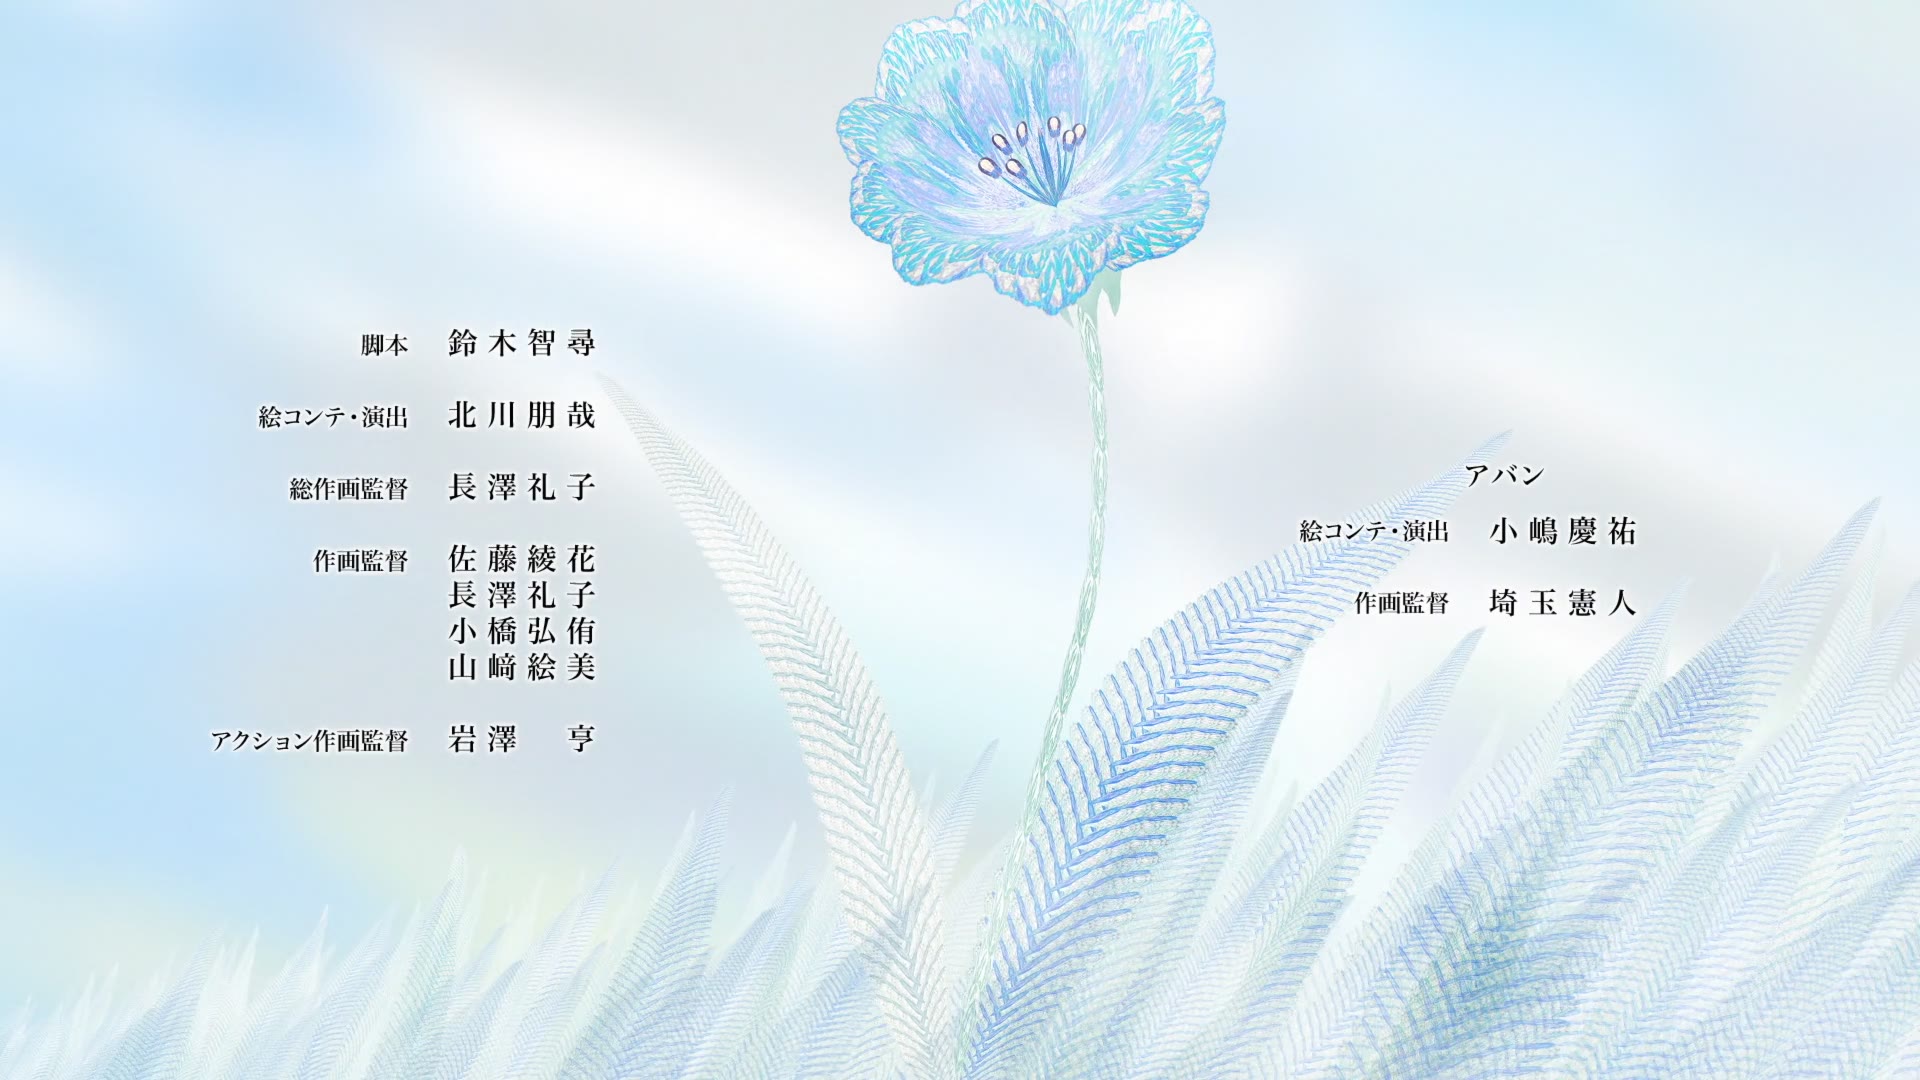 脚本 鈴木智尋
絵コンテ・演出 北川朋哉
総作画監督 長澤礼子
作画監督 佐藤綾花
長澤礼子
小橋弘侑
山﨑絵美
アクション作画監督 岩澤 亨
アバン
絵コンテ・演出 小嶋慶祐
作画監督 埼玉憲人